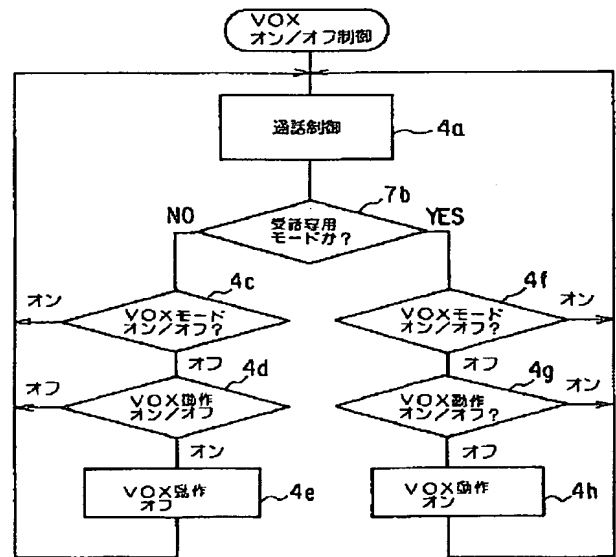 VOX
オン/オフ制御
通話制御
4a
7b
NO
YES
受話専用
モードか?
4c
4f
オン
VOXモード
オン/オフ?
VOXモード
オン/オフ?
オン
オフ
4d
オフ
4g
オフ
VOX動作
オン/オフ
VOX動作
オン/オフ?
オン
オン
オフ
VOX動作
オフ
4e
VOX動作
オン
4h